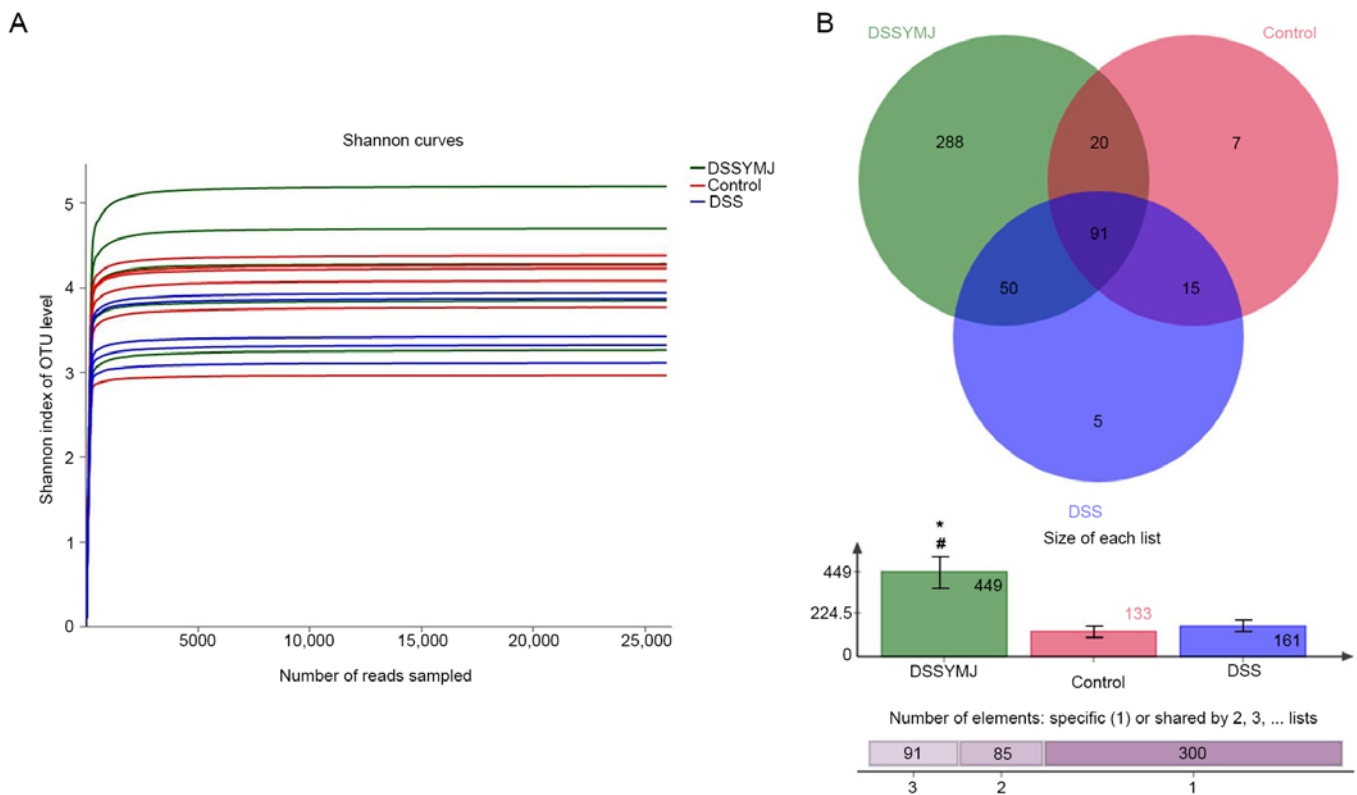 A
Shannon curves
DSSYMJ
Control
DSS
Shannon index of OTU level
5
4
3
2
1
0
5000
10,000
15,000
20,000
25,000
Number of reads sampled
B
DSSYMJ
Control
288
20
7
91
50
15
5
DSS
Size of each list
*
#
449
224.5
0
449
133
161
DSSYMJ
Control
DSS
Number of elements: specific (1) or shared by 2, 3, ... lists
91
85
300
3
2
1